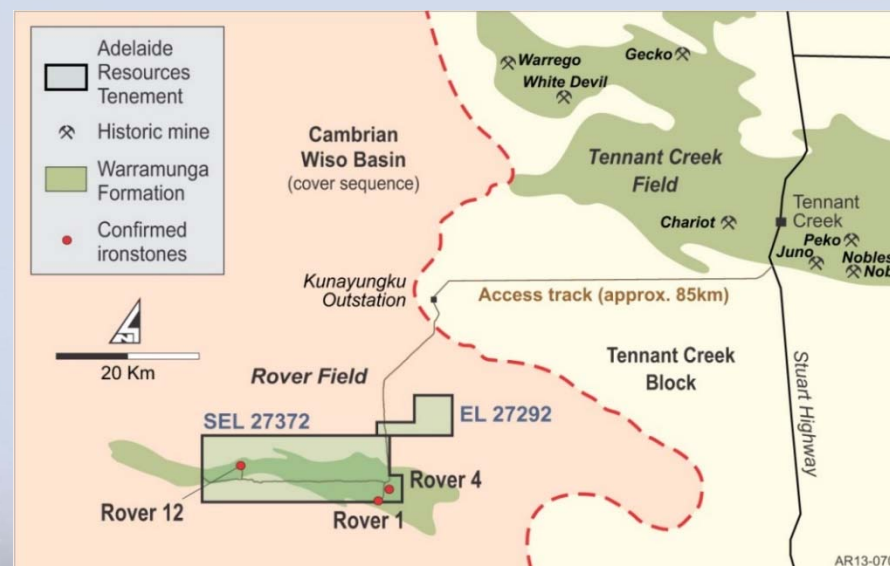 Adelaide
Resources
Tenement
Historic mine
Warramunga
Formation
Confirmed
ironstones
20 Km
Cambrian
Wiso Basin
(cover sequence)
Warrego
White Devil
Gecko
Tennant Creek
Field
Chariot
Tennant
Creek
Peko
Juno
Nobles
Nob
Kunayungku
Outstation
Access track (approx. 85km)
Tennant Creek
Block
Stuart Highway
Rover Field
SEL 27372
EL 27292
Rover 12
Rover 4
Rover 1